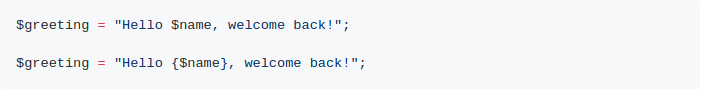 $greeting = "Hello $name, welcome back!";
$greeting = "Hello {$name}, welcome back!";